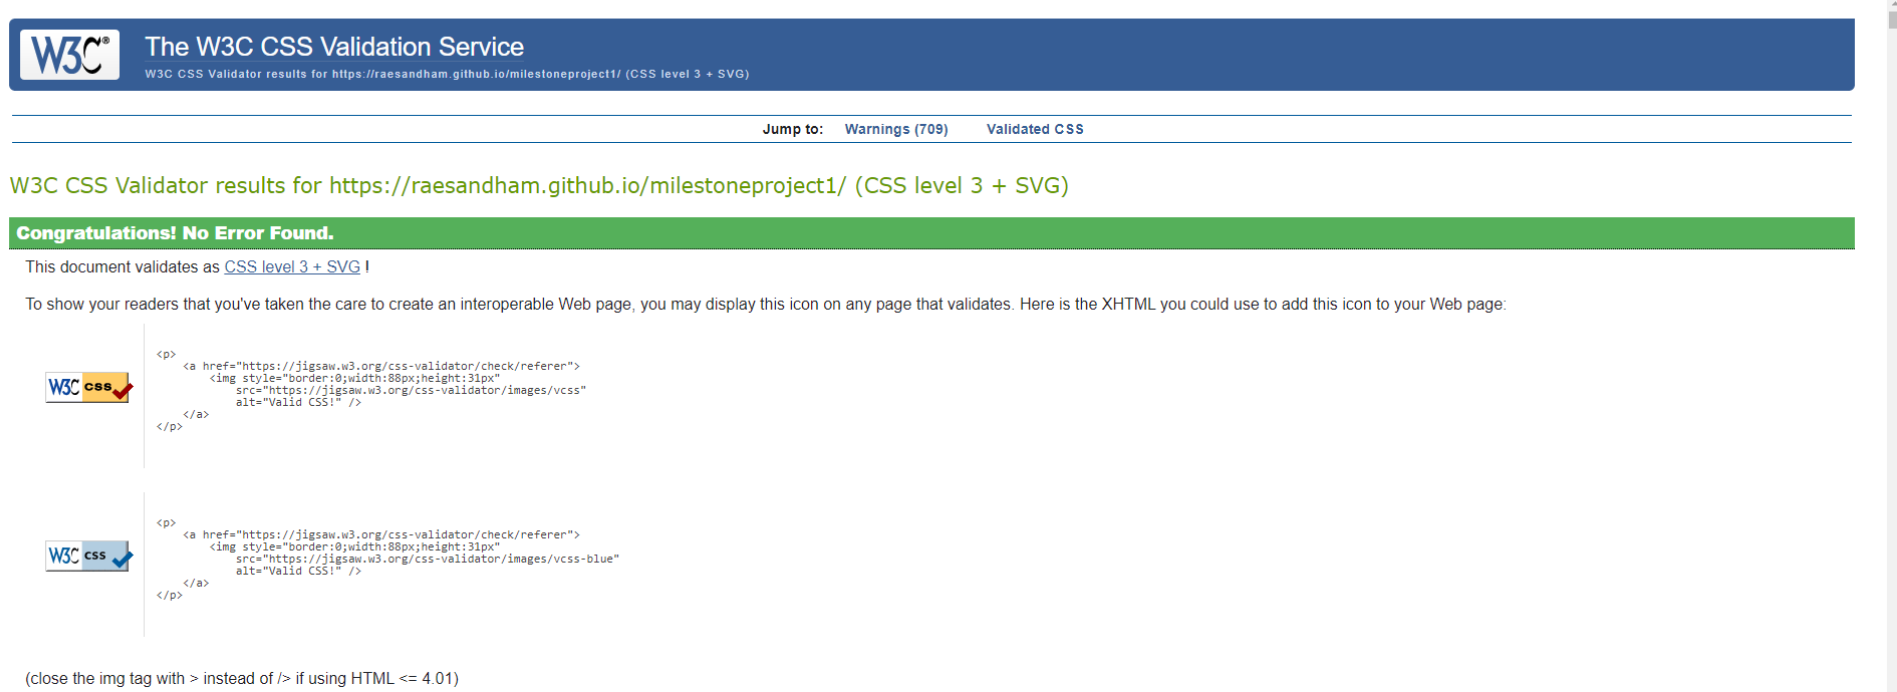 W3C®
The W3C CSS Validation Service
W3C CSS Validator results for https://raesandham.github.io/milestoneproject1/ (CSS level 3 + SVG)
Jump to: Warnings (709) Validated CSS
W3C CSS Validator results for https://raesandham.github.io/milestoneproject1/ (CSS level 3 + SVG)
Congratulations! No Error Found.
This document validates as CSS level 3 + SVG !
To show your readers that you've taken the care to create an interoperable Web page, you may display this icon on any page that validates. Here is the XHTML you could use to add this icon to your Web page:
W3C css
<p>
<a href="https://jigsaw.w3.org/css-validator/check/referer">
<img style="border:0;width:88px;height:31px"
src="https://jigsaw.w3.org/css-validator/images/vcss"
alt="Valid CSS!" />
</a>
</p>
W3C css
<p>
<a href="https://jigsaw.w3.org/css-validator/check/referer">
<img style="border:0;width:88px;height:31px"
src="https://jigsaw.w3.org/css-validator/images/vcss-blue"
alt="Valid CSS!" />
</a>
</p>
(close the img tag with > instead of /> if using HTML <= 4.01)